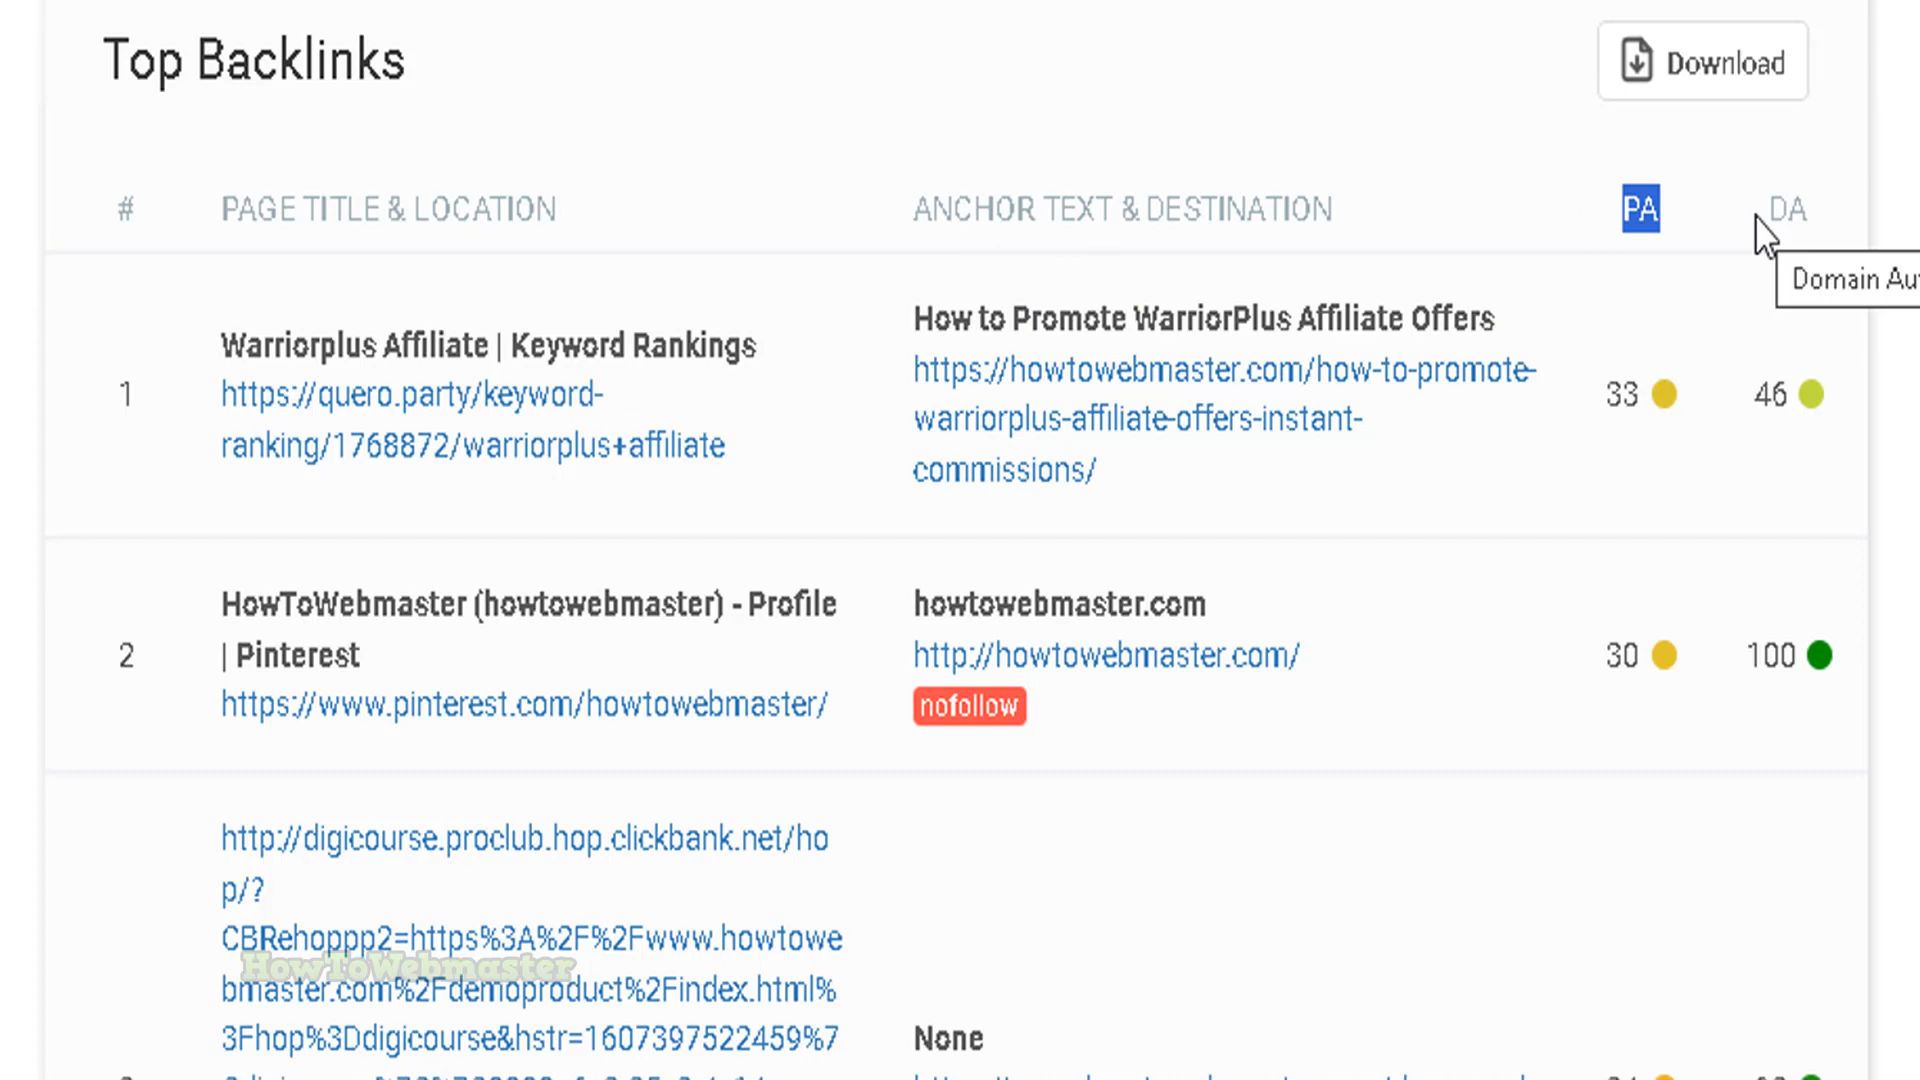 Top Backlinks
Download
# PAGE TITLE & LOCATION ANCHOR TEXT & DESTINATION PA DA
Domain Au
Warriorplus Affiliate | Keyword Rankings
https://quero.party/keyword-
ranking/1768872/warriorplus+affiliate
How to Promote WarriorPlus Affiliate Offers
https://howtowebmaster.com/how-to-promote-
warriorplus-affiliate-offers-instant-
commissions/
1
33
46
HowToWebmaster (howtowebmaster) - Profile
| Pinterest
https://www.pinterest.com/howtowebmaster/
howtowebmaster.com
http://howtowebmaster.com/
nofollow
2
30
100
http://digicourse.proclub.hop.clickbank.net/ho
p/?
CBRehoppp2=https%3A%2F%2Fwww.howtowe
bmaster.com%2Fdemoproduct%2Findex.html%
3Fhop%3Ddigicourse&hstr=1607397522459%7
None
HowToWebmaster